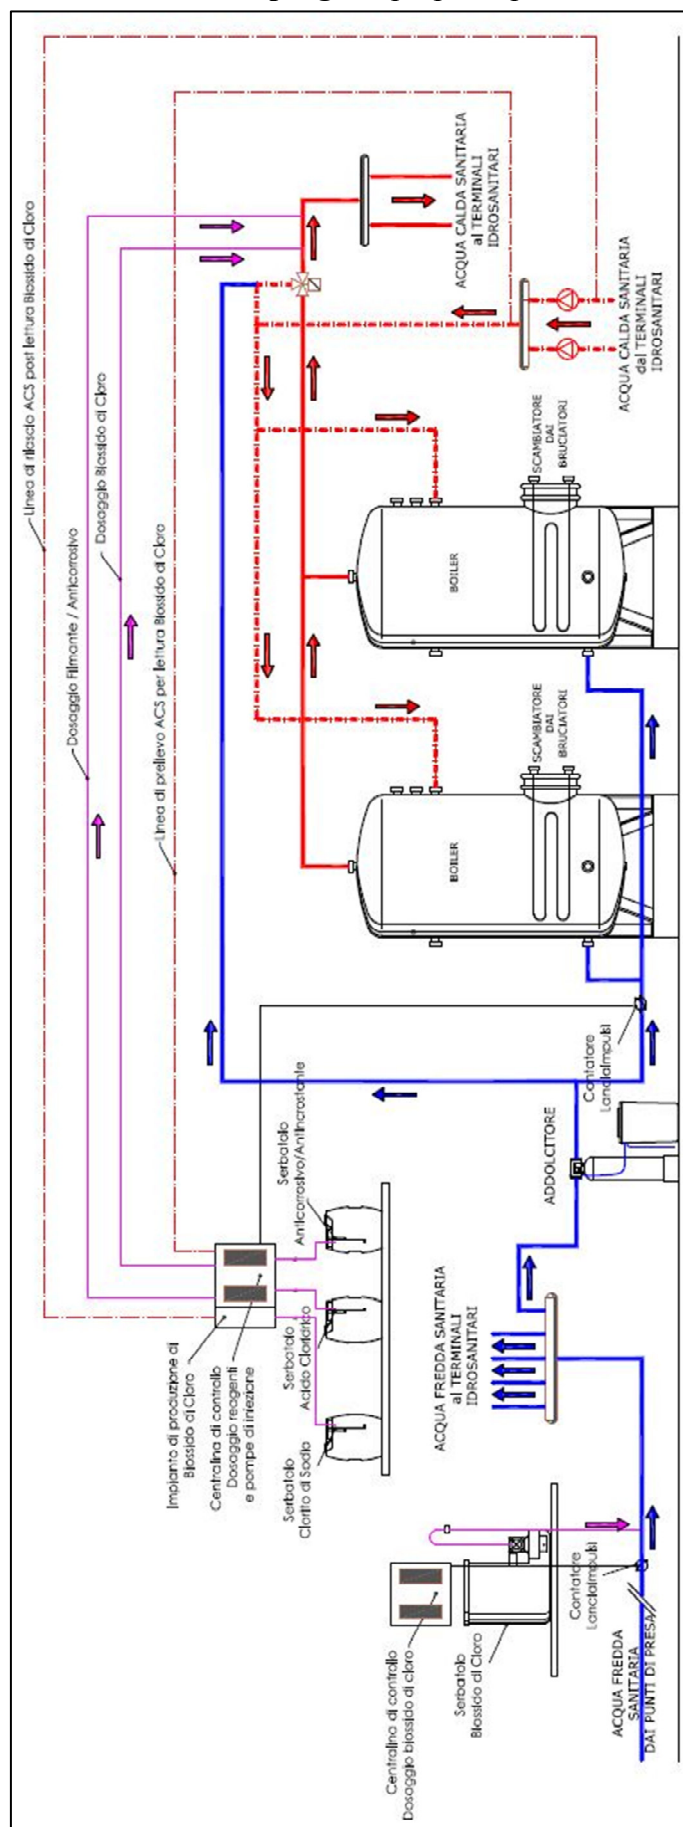 Linea di rilascio ACS post lettura Biossido di Cloro
Dosaggio Filmante / Anticorrosivo
Dosaggio Biossido di Cloro
Linea di prelievo ACS per lettura Biossido di Cloro
Impianto di produzione di
Biossido di Cloro
Centralina di controllo
Dosaggio reagenti
e pompe di iniezione
Serbatoio
Clorito di Sodio
Serbatoio
Acido Cloridrico
Serbatoio
Anticorrosivo/Antincrostante
Centralina di controllo
Dosaggio biossido di cloro
Serbatoio
Biossido di Cloro
Contatore
LanciaImpulsi
ACQUA FREDDA
SANITARIA
DAI PUNTI DI PRESA
ACQUA FREDDA SANITARIA
ai TERMINALI
IDROSANITARI
ADDOLCITORE
Contatore
LanciaImpulsi
BOILER
SCAMBIATORE
DAI
BRUCIATORI
BOILER
SCAMBIATORE
DAI
BRUCIATORI
ACQUA CALDA SANITARIA
ai TERMINALI
IDROSANITARI
ACQUA CALDA SANITARIA
dai TERMINALI
IDROSANITARI